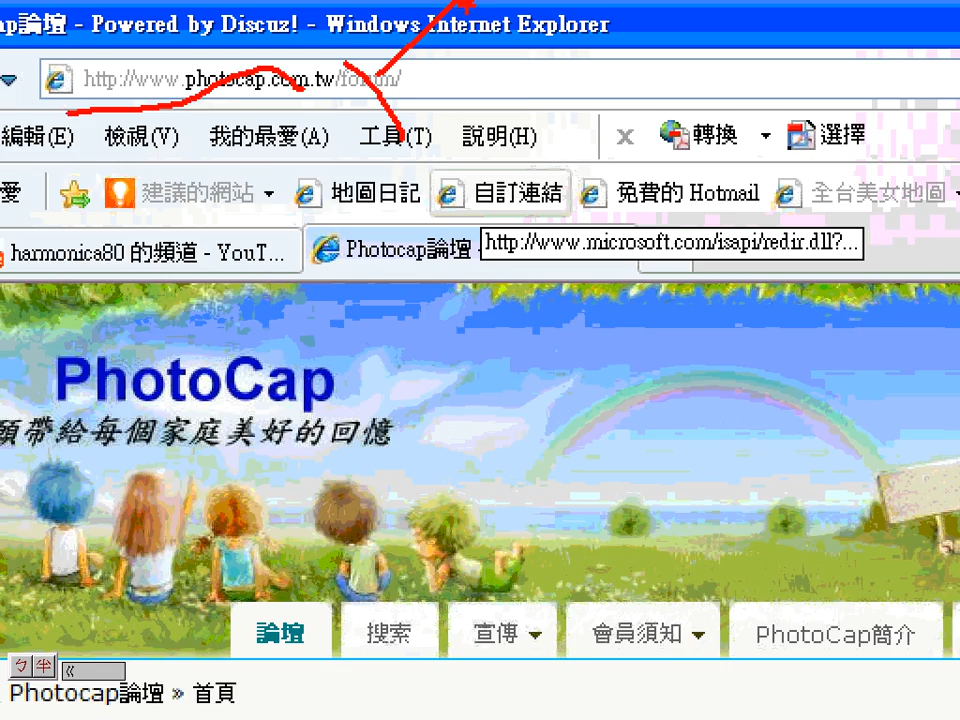 ap論壇 - Powered by Discuz! - Windows Internet Explorer
http://www.photocap.com.tw/forum/
編輯(E) 檢視(V) 我的最愛(A) 工具(T) 說明(H) x 轉換 選擇
愛 建議的網站 地圖日記 自訂連結 免費的 Hotmail 全台美女地圖
harmonica80 的頻道 - YouT... Photocap論壇 - http://www.microsoft.com/isapi/redir.dll?...
PhotoCap
願帶給每個家庭美好的回憶
論壇 搜索 宣傳 會員須知 PhotoCap簡介
ㄅ半 《
Photocap論壇 » 首頁